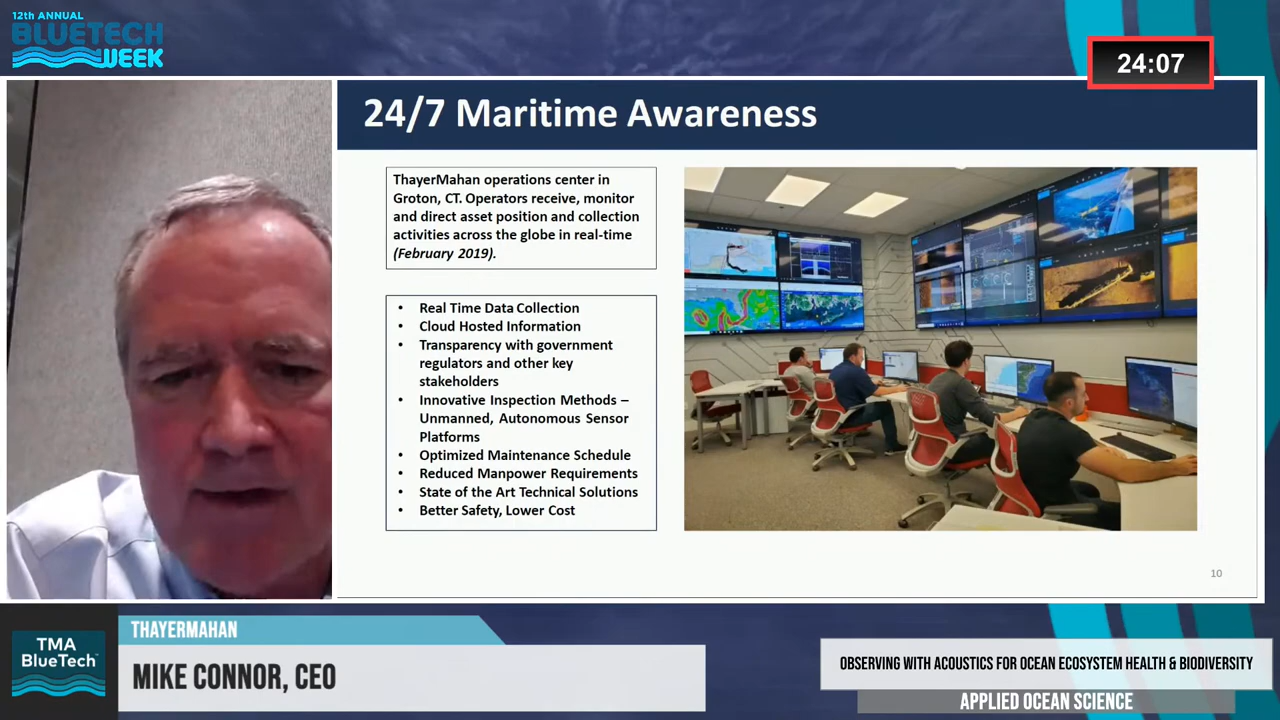 12th ANNUAL
BLUETECH
WEEK
24:07
24/7 Maritime Awareness
ThayerMahan operations center in
Groton, CT. Operators receive, monitor
and direct asset position and collection
activities across the globe in real-time
(February 2019).
• Real Time Data Collection
• Cloud Hosted Information
• Transparency with government
regulators and other key
stakeholders
• Innovative Inspection Methods –
Unmanned, Autonomous Sensor
Platforms
• Optimized Maintenance Schedule
• Reduced Manpower Requirements
• State of the Art Technical Solutions
• Better Safety, Lower Cost
10
TMA
BlueTech™
THAYERMAHAN
MIKE CONNOR, CEO
OBSERVING WITH ACOUSTICS FOR OCEAN ECOSYSTEM HEALTH & BIODIVERSITY
APPLIED OCEAN SCIENCE